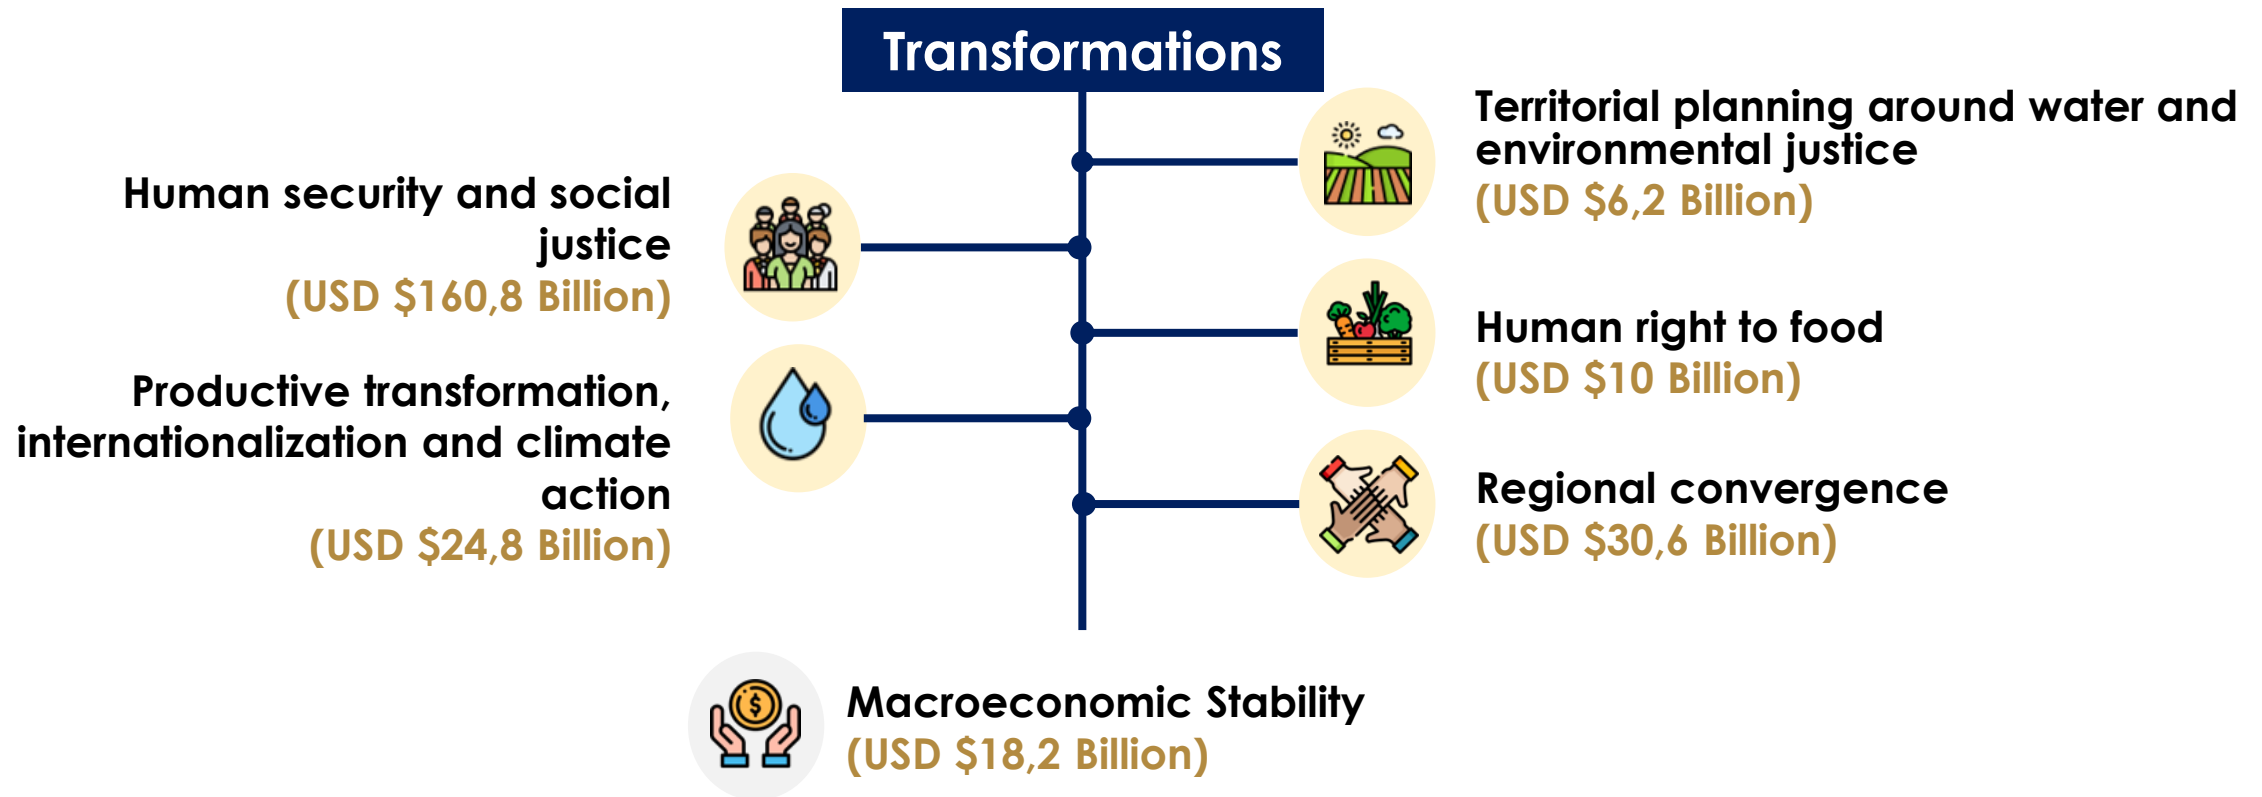 Transformations
Territorial planning around water and
environmental justice
(USD $6,2 Billion)
Human security and social
justice
(USD $160,8 Billion)
Human right to food
(USD $10 Billion)
Productive transformation,
internationalization and climate
action
(USD $24,8 Billion)
Regional convergence
(USD $30,6 Billion)
Macroeconomic Stability
(USD $18,2 Billion)